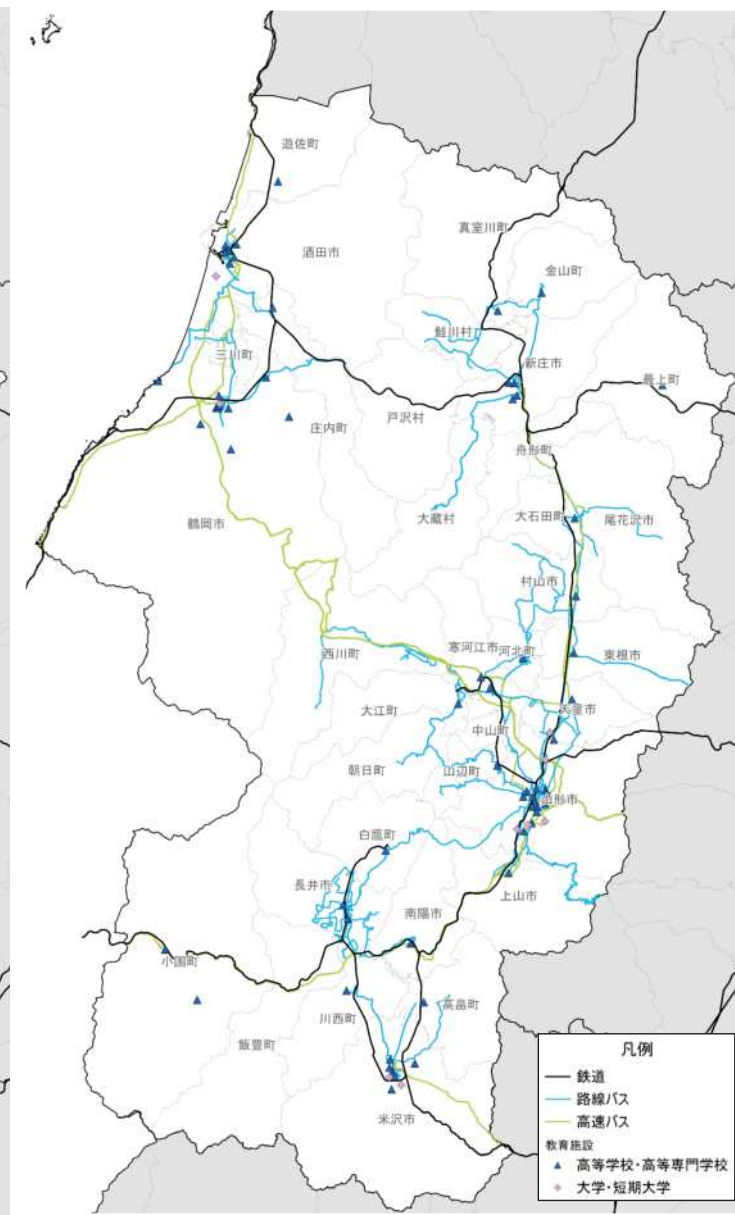 遊佐町
真室川町
酒田市
金山町
鮭川村
三川町
新庄市
最上町
戸沢村
庄内町
舟形町
大蔵村
大石田町
尾花沢市
鶴岡市
村山市
寒河江市
河北町
西川町
東根市
大江町
天童市
中山町
朝日町
山辺町
山形市
白鷹町
長井市
上山市
南陽市
小国町
川西町
高畠町
飯豊町
米沢市
凡例
鉄道
路線バス
高速バス
教育施設
高等学校・高等専門学校
大学・短期大学